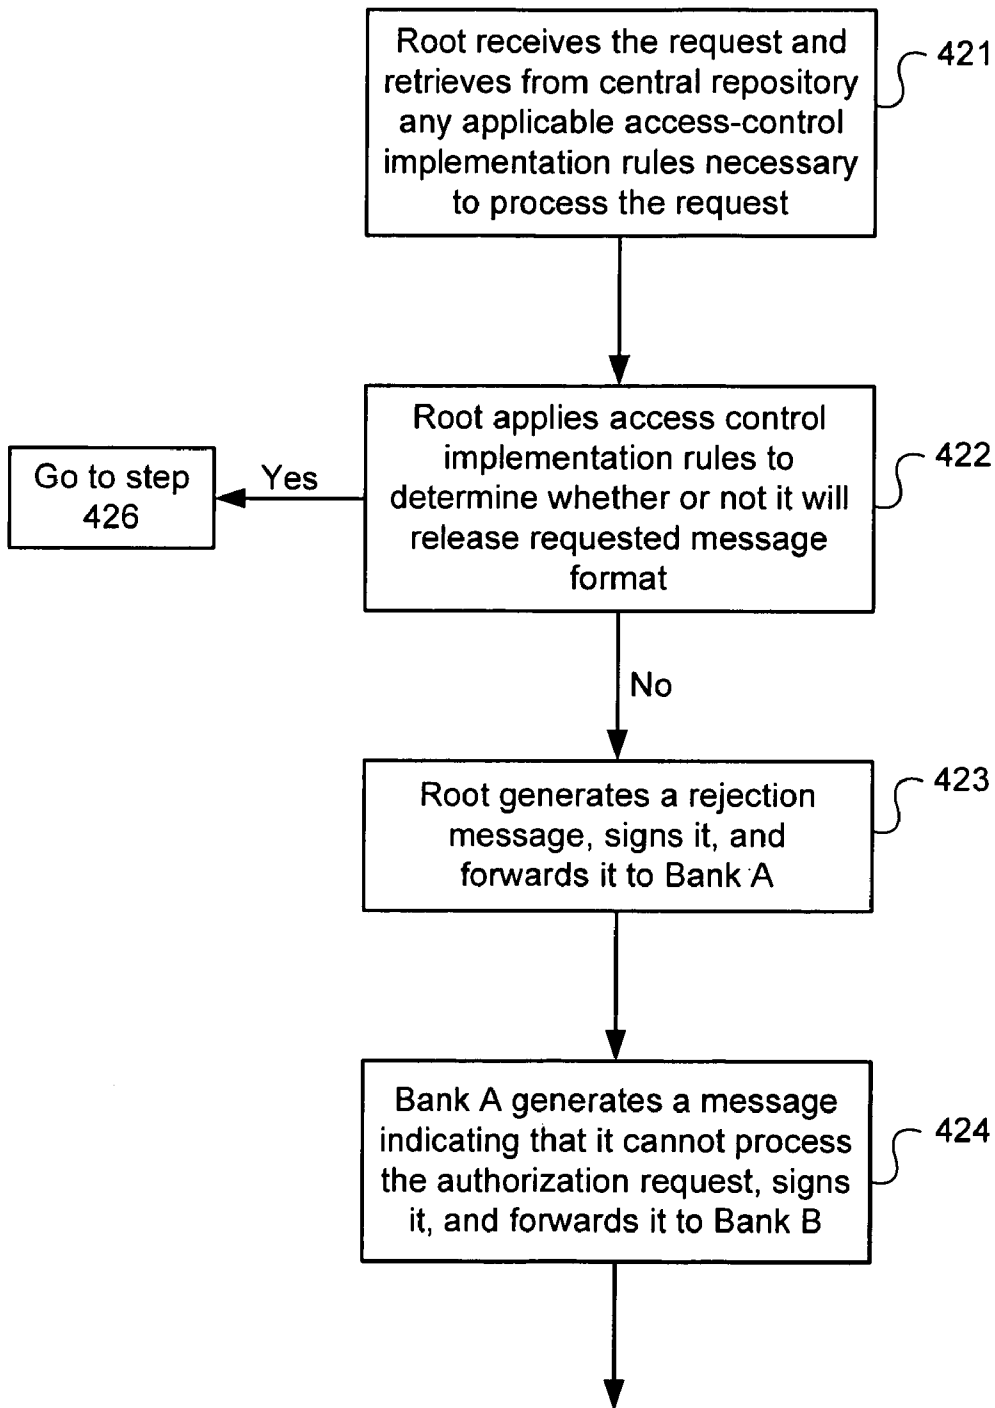 Root receives the request and
retrieves from central repository
any applicable access-control
implementation rules necessary
to process the request
421
Root applies access control
implementation rules to
determine whether or not it will
release requested message
format
422
Yes
Go to step
426
No
Root generates a rejection
message, signs it, and
forwards it to Bank A
423
Bank A generates a message
indicating that it cannot process
the authorization request, signs
it, and forwards it to Bank B
424